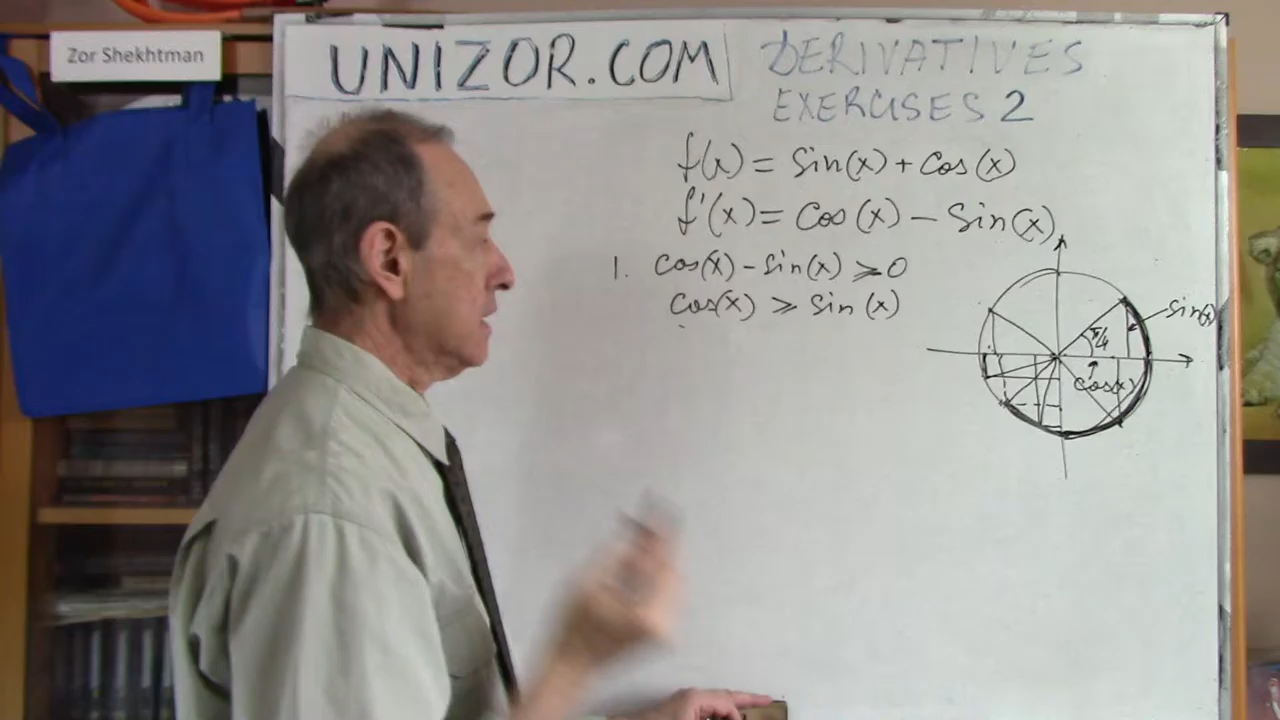 Zor Shekhtman
UNIZOR.COM
DERIVATIVES
EXERCISES 2
f(x) = Sin(x) + Cos(x)
f'(x) = Cos(x) - Sin(x)
1. Cos(x) - Sin(x) ≥ 0
Cos(x) ≥ Sin(x)
Sin(x)
π/4
Cos(x)